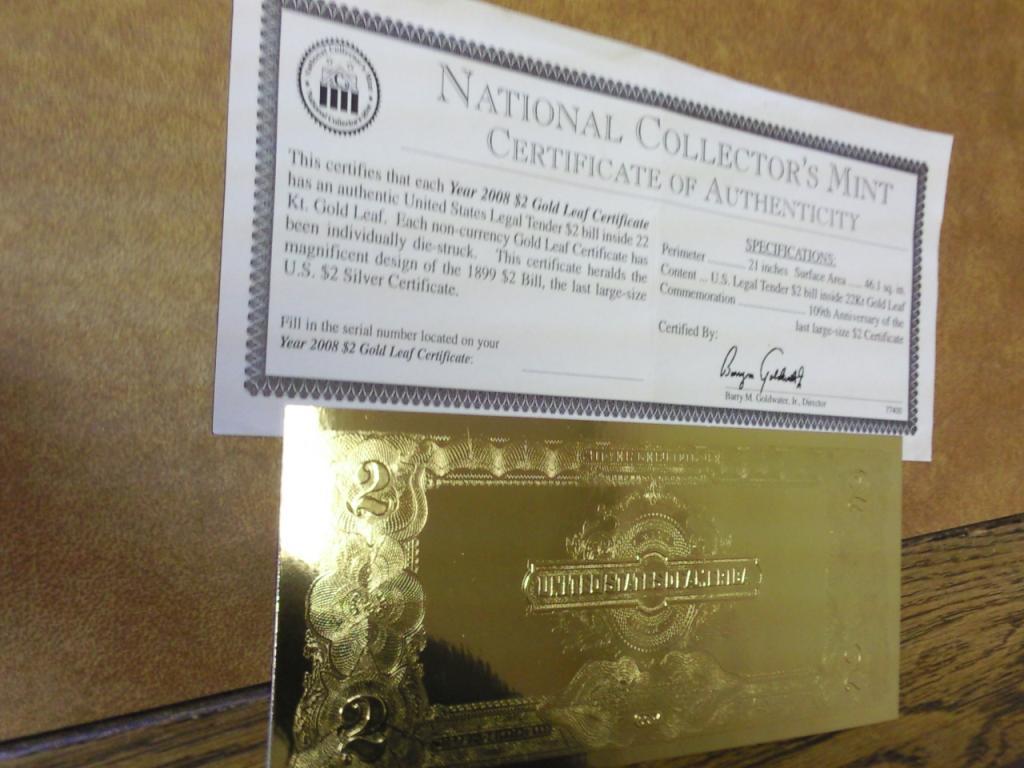 NATIONAL COLLECTOR'S MINT
CERTIFICATE OF AUTHENTICITY
This certifies that each Year 2008 $2 Gold Leaf Certificate
has an authentic United States Legal Tender $2 bill inside 22
Kt. Gold Leaf. Each non-currency Gold Leaf Certificate has
been individually die-struck. This certificate heralds the
magnificent design of the 1899 $2 Bill, the last large-size
U.S. $2 Silver Certificate.
Fill in the serial number located on your
Year 2008 $2 Gold Leaf Certificate:
SPECIFICATIONS:
Perimeter 21 inches Surface Area 46.1 sq. in.
Content ... U.S. Legal Tender $2 bill inside 22Kt Gold Leaf
Commemoration 109th Anniversary of the
last large-size $2 Certificate
Certified By:
Barry M. Goldwater, Jr., Director
2
UNITED STATES OF AMERICA
2